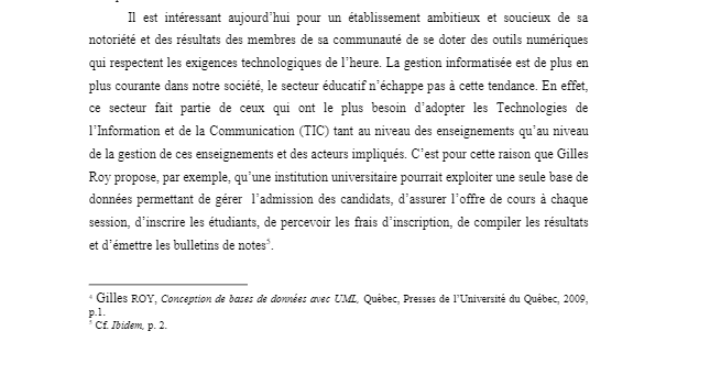 Il est intéressant aujourd'hui pour un établissement ambitieux et soucieux de sa
notoriété et des résultats des membres de sa communauté de se doter des outils numériques
qui respectent les exigences technologiques de l'heure. La gestion informatisée est de plus en
plus courante dans notre société, le secteur éducatif n'échappe pas à cette tendance. En effet,
ce secteur fait partie de ceux qui ont le plus besoin d'adopter les Technologies de
l'Information et de la Communication (TIC) tant au niveau des enseignements qu'au niveau
de la gestion de ces enseignements et des acteurs impliqués. C'est pour cette raison que Gilles
Roy propose, par exemple, qu'une institution universitaire pourrait exploiter une seule base de
données permettant de gérer l'admission des candidats, d'assurer l'offre de cours à chaque
session, d'inscrire les étudiants, de percevoir les frais d'inscription, de compiler les résultats
et d'émettre les bulletins de notes⁵.
Gilles ROY, Conception de bases de données avec UML, Québec, Presses de l'Université du Québec, 2009,
p.1.
⁵ Cf. Ibidem, p. 2.